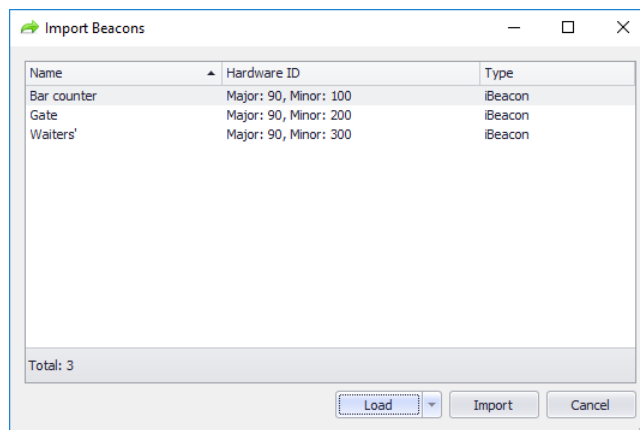 Import Beacons
Name Hardware ID Type
Bar counter Major: 90, Minor: 100 iBeacon
Gate Major: 90, Minor: 200 iBeacon
Waiters' Major: 90, Minor: 300 iBeacon
Total: 3
Load Import Cancel